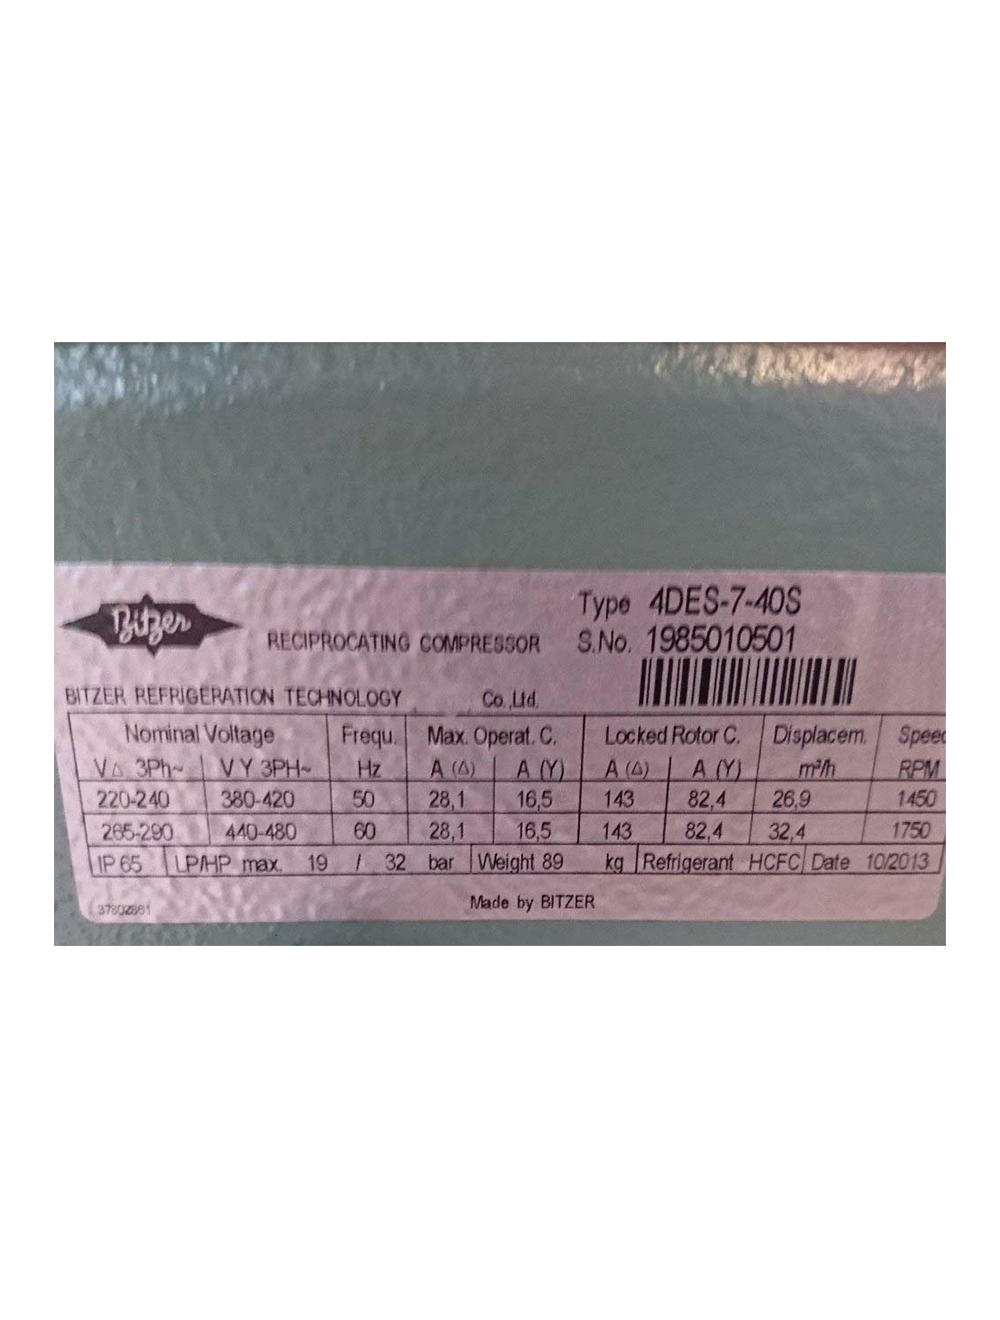 Bitzer
RECIPROCATING COMPRESSOR
Type 4DES-7-40S
S.No. 1985010501
BITZER REFRIGERATION TECHNOLOGY Co.,Ltd.
Nominal Voltage Frequ. Max. Operat. C. Locked Rotor C. Displacem. Speed
V△ 3Ph~ V Y 3PH~ Hz A (△) A (Y) A (△) A (Y) m³/h RPM
220-240 380-420 50 28,1 16,5 143 82,4 26,9 1450
265-290 440-480 60 28,1 16,5 143 82,4 32,4 1750
IP 65 LP/HP max. 19 / 32 bar Weight 89 kg Refrigerant HCFC Date 10/2013
37802861 Made by BITZER